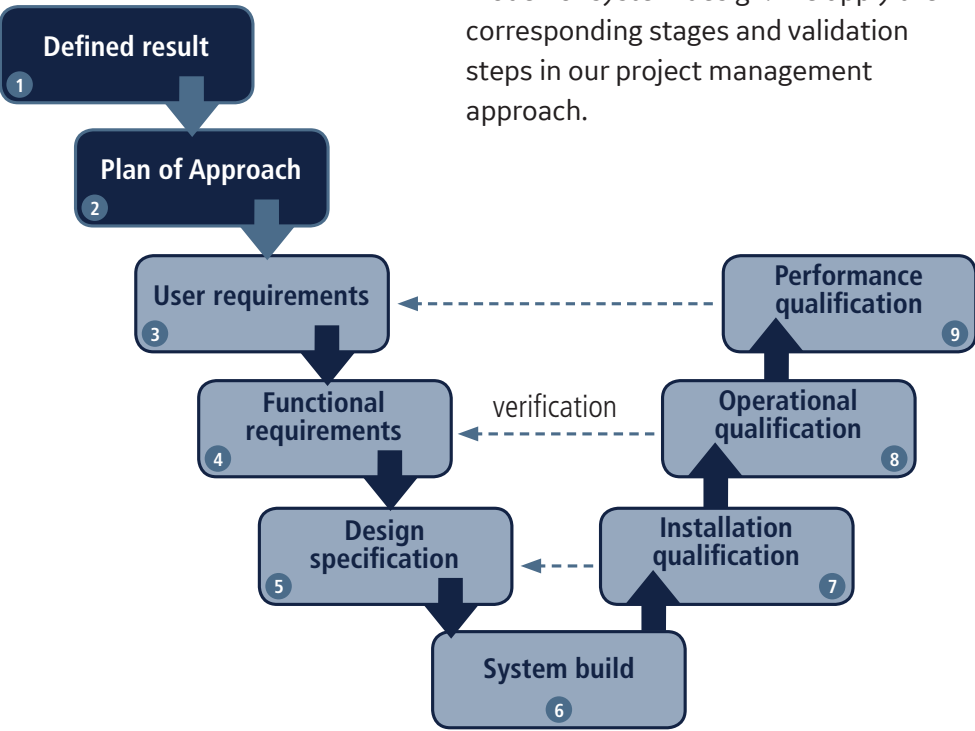 corresponding stages and validation
steps in our project management
approach.
Defined result
1
Plan of Approach
2
User requirements
3
Performance
qualification
9
Functional
requirements
4
verification
Operational
qualification
8
Design
specification
5
Installation
qualification
7
System build
6